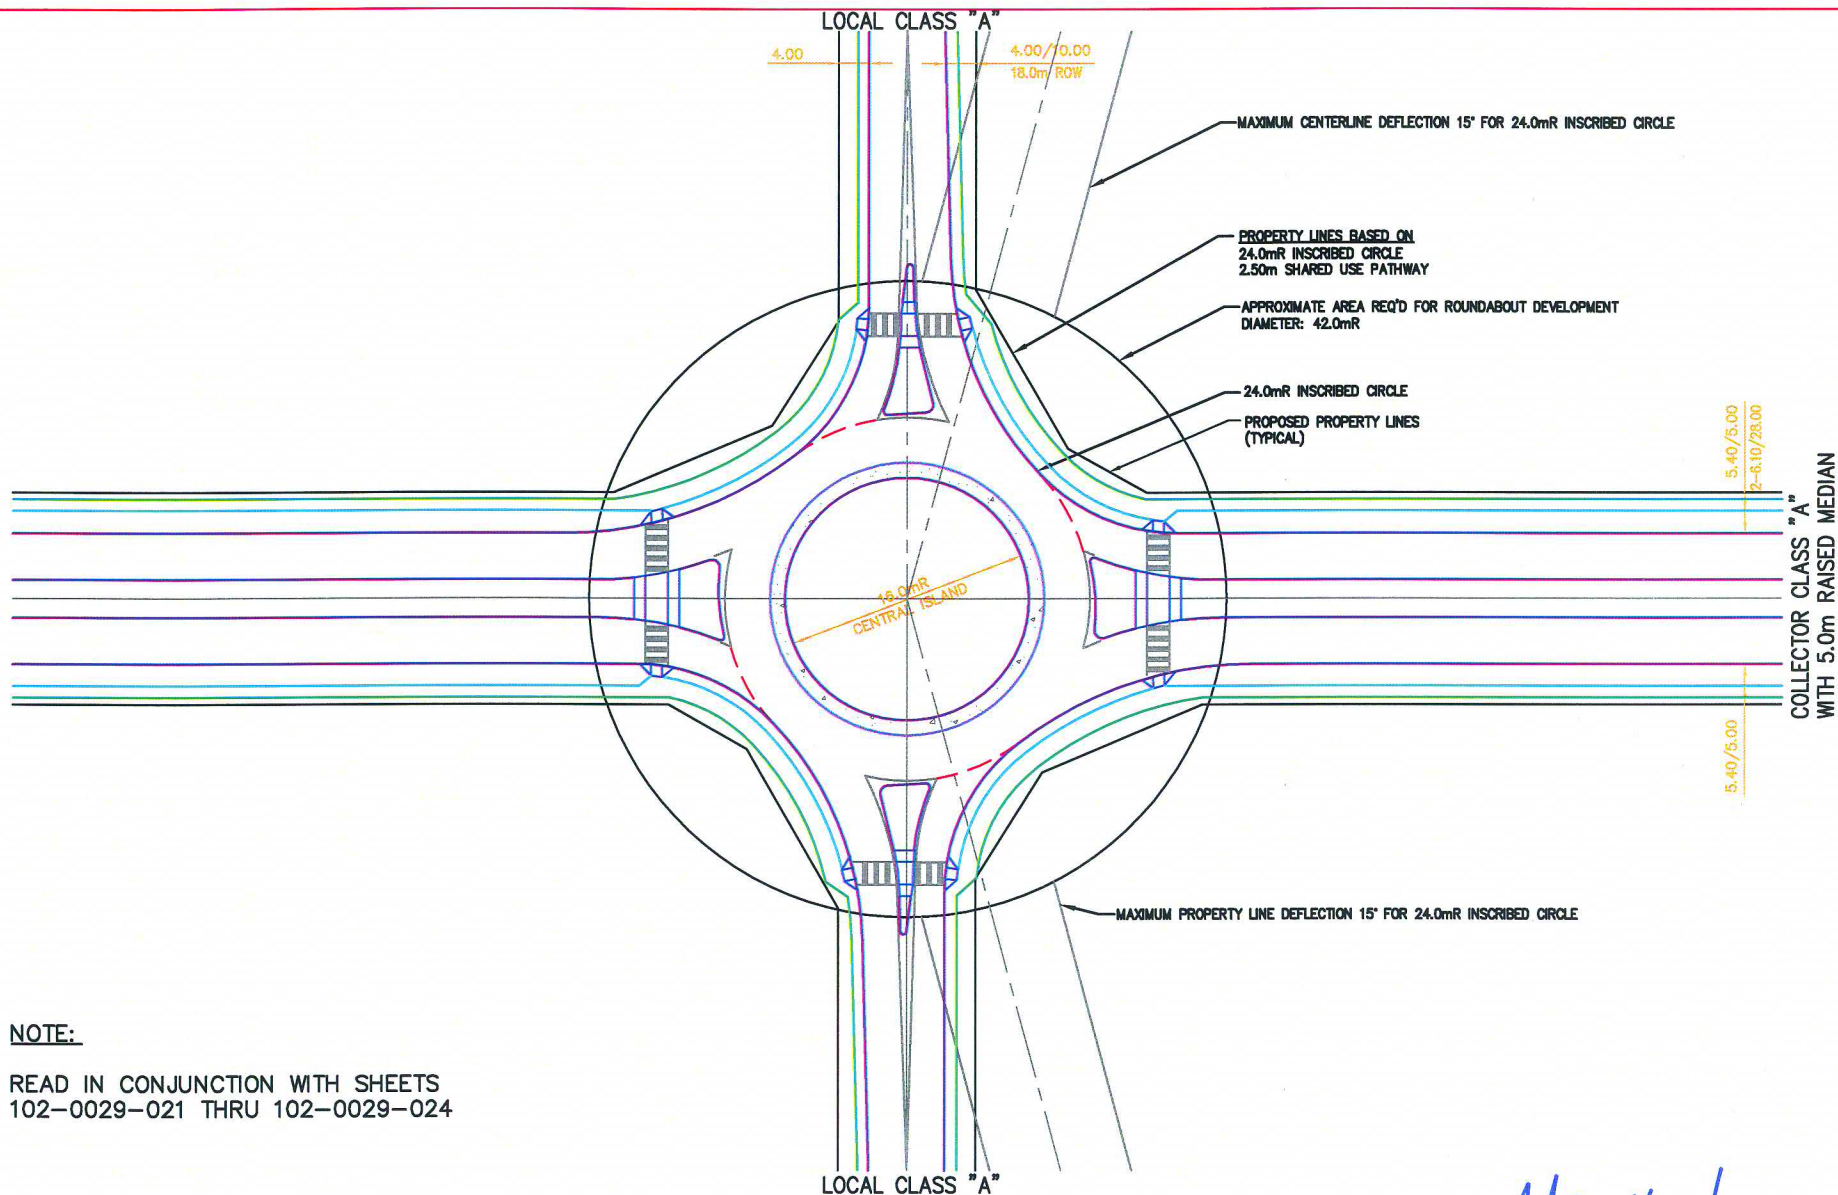 LOCAL CLASS "A"
4.00
4.00/10.00
18.0m ROW
MAXIMUM CENTERLINE DEFLECTION 15° FOR 24.0mR INSCRIBED CIRCLE
PROPERTY LINES BASED ON
24.0mR INSCRIBED CIRCLE
2.50m SHARED USE PATHWAY
APPROXIMATE AREA REQ'D FOR ROUNDABOUT DEVELOPMENT
DIAMETER: 42.0mR
24.0mR INSCRIBED CIRCLE
PROPOSED PROPERTY LINES
(TYPICAL)
5.40/5.00
2-6.10/28.00
16.0mR
CENTRAL ISLAND
COLLECTOR CLASS "A"
WITH 5.0m RAISED MEDIAN
5.40/5.00
MAXIMUM PROPERTY LINE DEFLECTION 15° FOR 24.0mR INSCRIBED CIRCLE
NOTE:
READ IN CONJUNCTION WITH SHEETS
102-0029-021 THRU 102-0029-024
LOCAL CLASS "A"